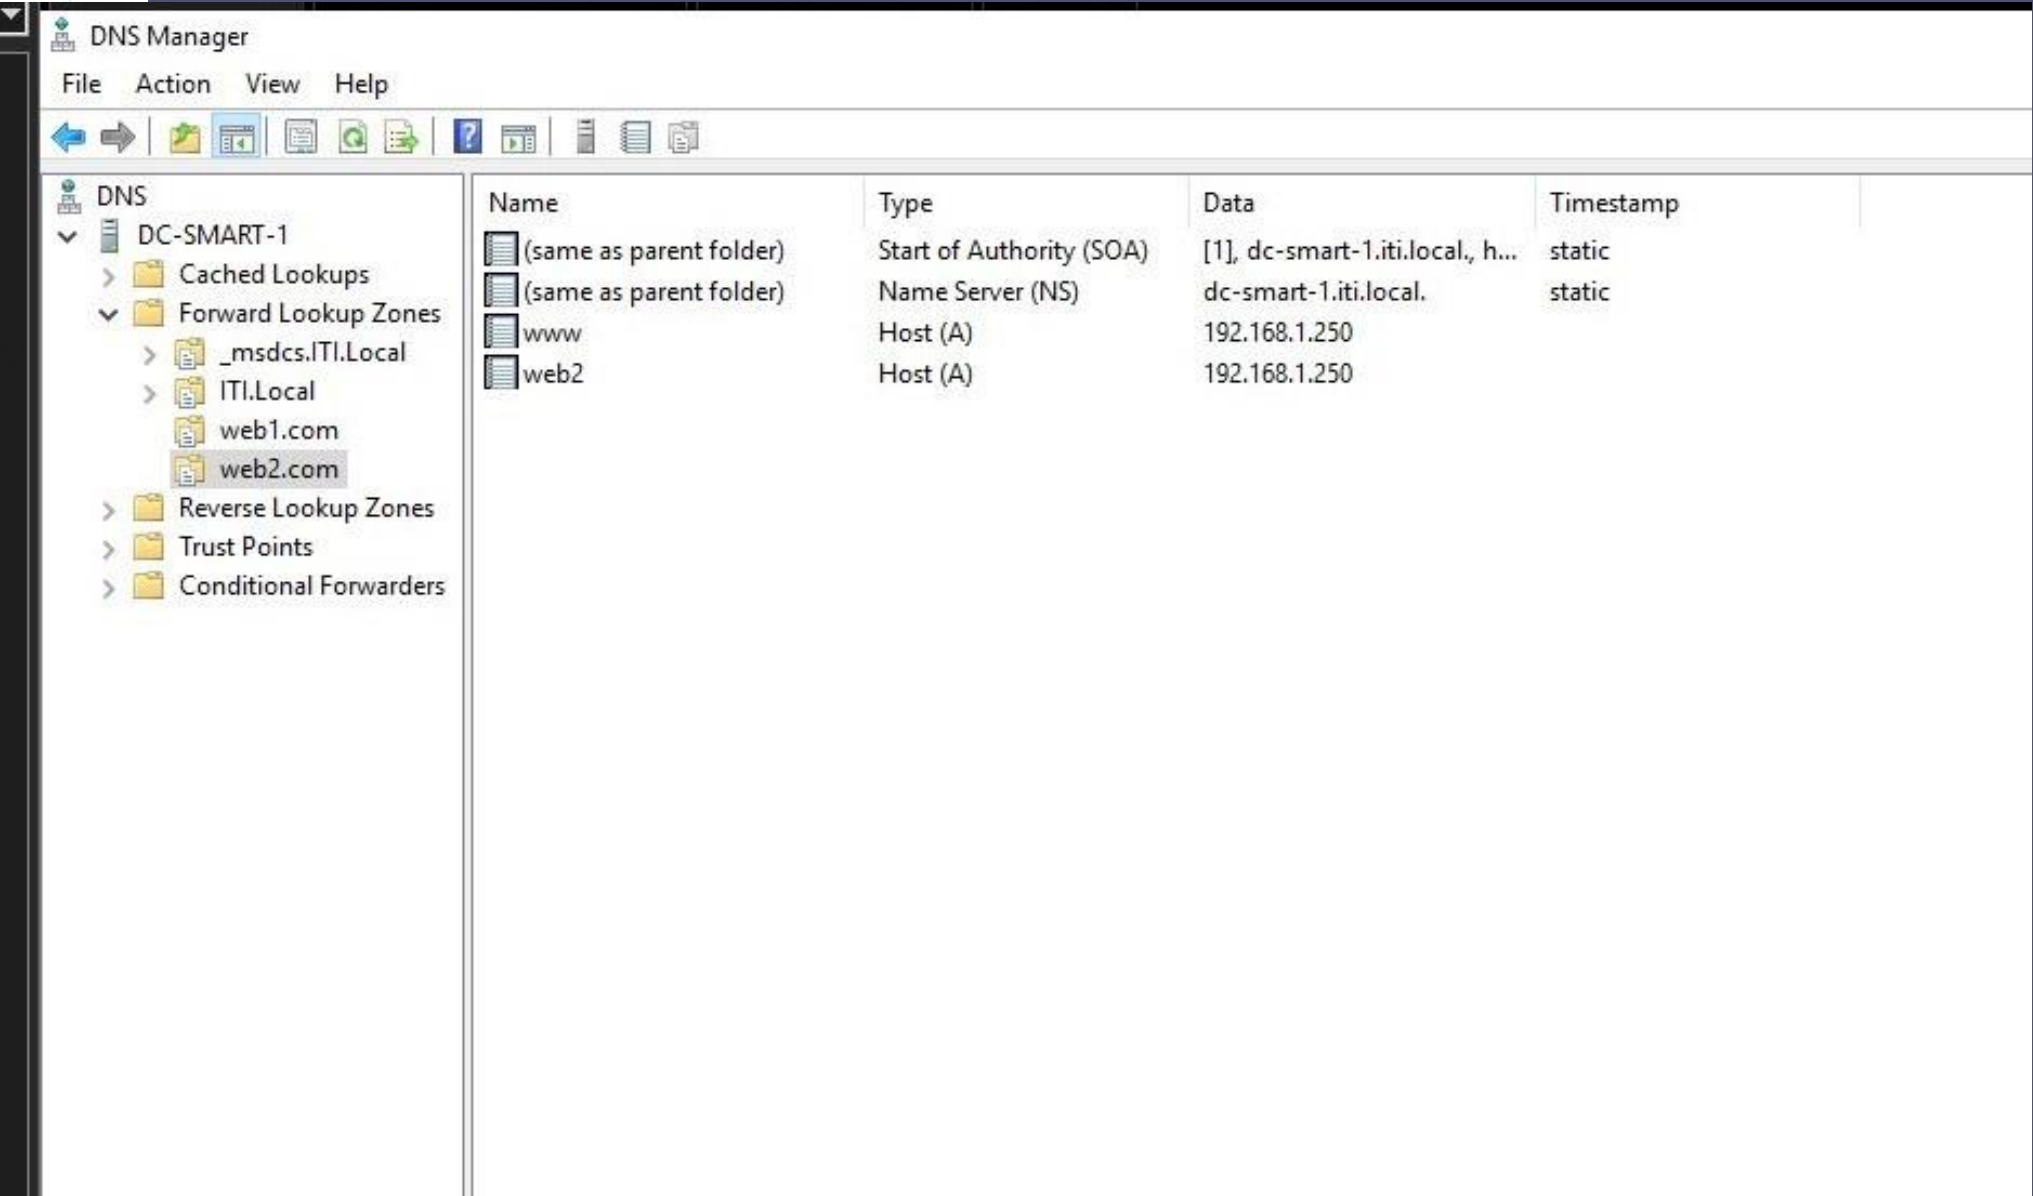 DNS Manager
File Action View Help
DNS
DC-SMART-1
Cached Lookups
Forward Lookup Zones
_msdcs.ITI.Local
ITI.Local
web1.com
web2.com
Reverse Lookup Zones
Trust Points
Conditional Forwarders
Name Type Data Timestamp
(same as parent folder) Start of Authority (SOA) [1], dc-smart-1.iti.local., h... static
(same as parent folder) Name Server (NS) dc-smart-1.iti.local. static
www Host (A) 192.168.1.250
web2 Host (A) 192.168.1.250